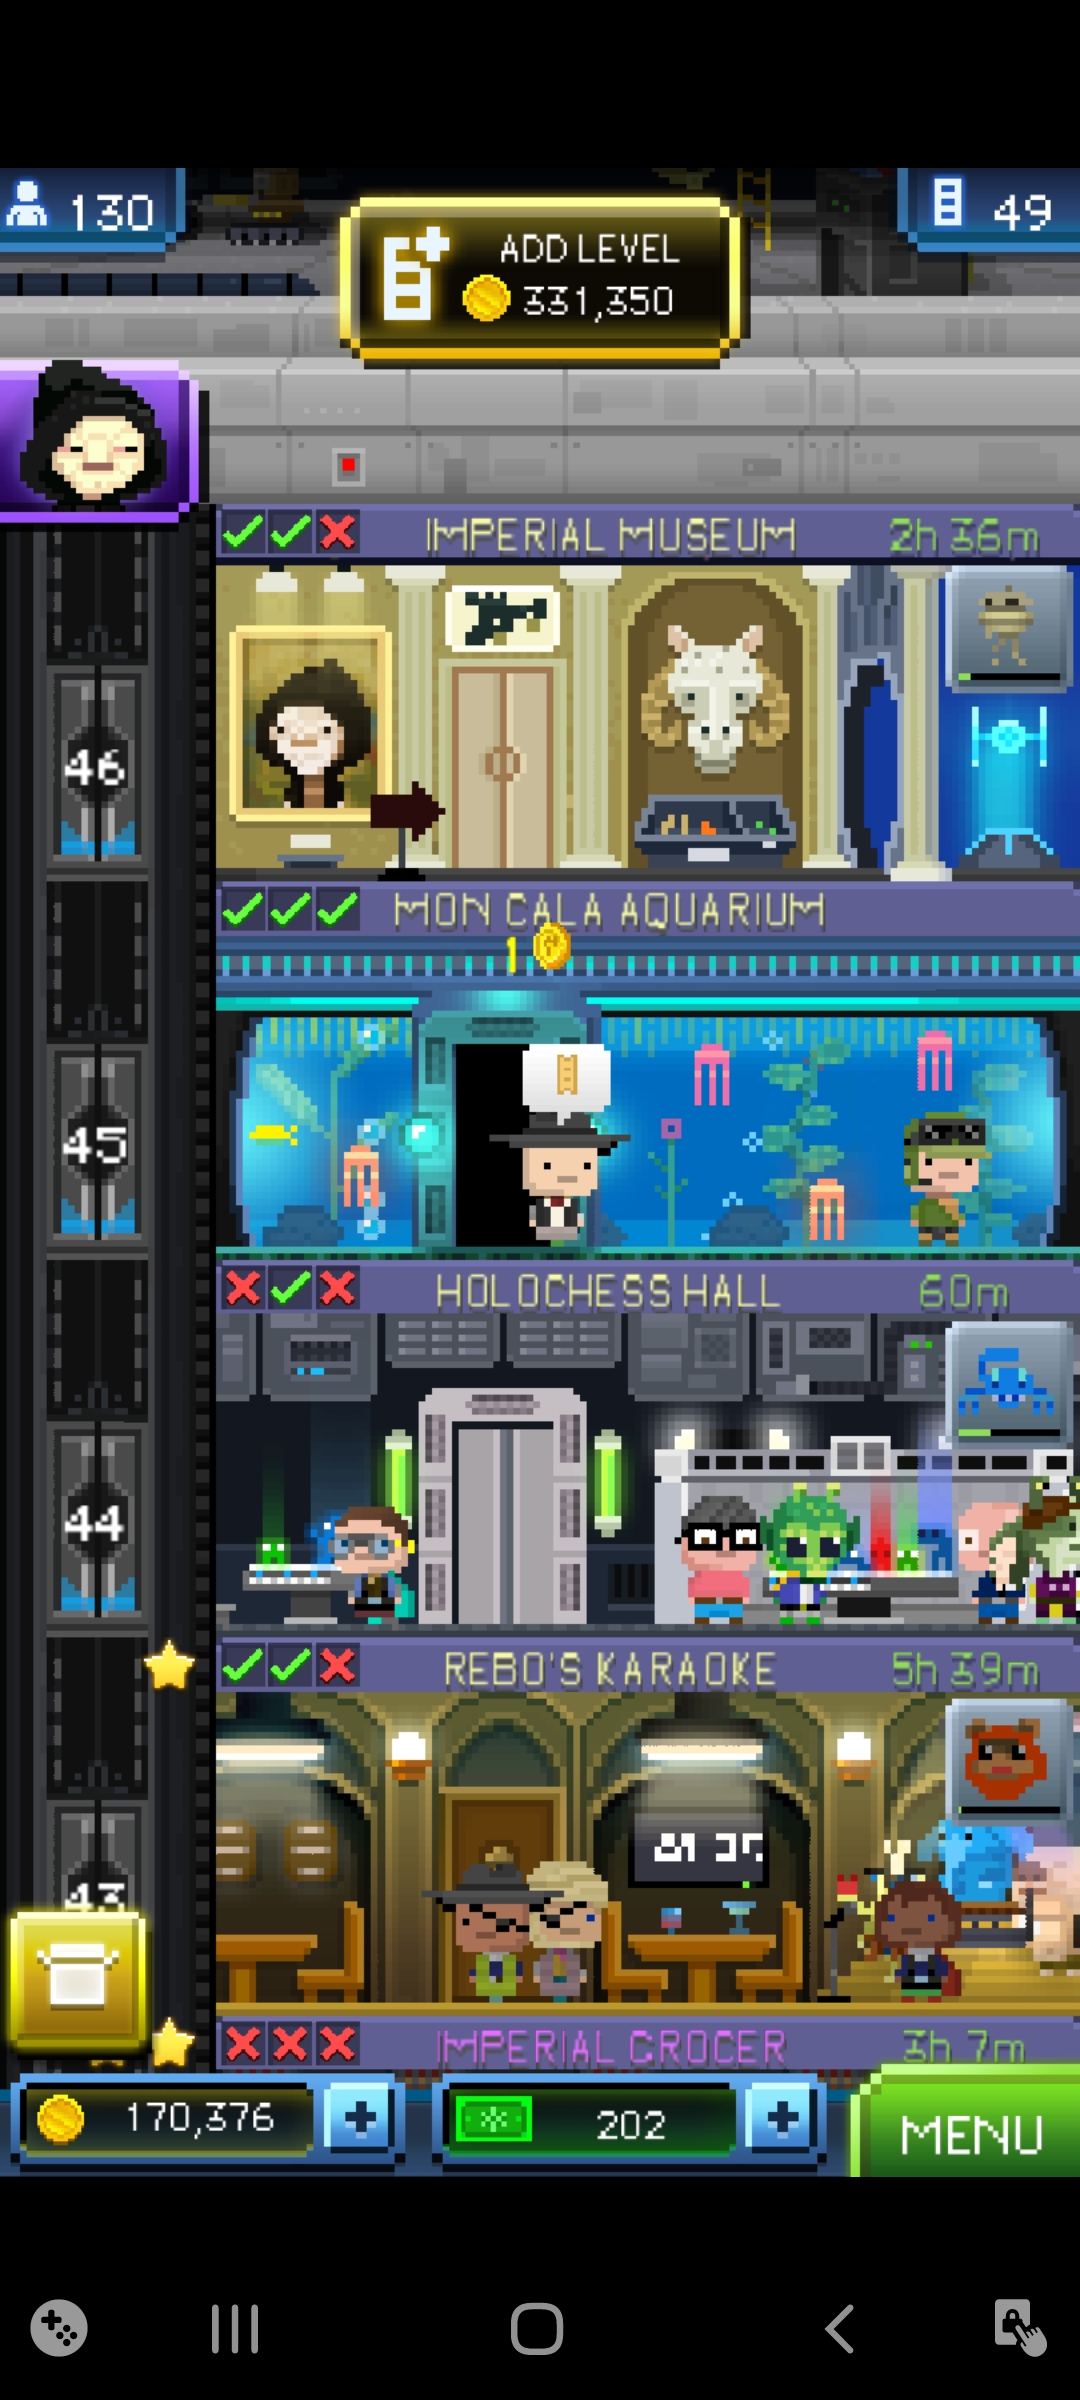 130
ADD LEVEL
331,350
49
IMPERIAL MUSEUM
2h 36m
46
MON CALA AQUARIUM
1
45
HOLOCHESS HALL
60m
44
REBO'S KARAOKE
5h 39m
43
IMPERIAL GROCER
3h 7m
170,376
202
MENU